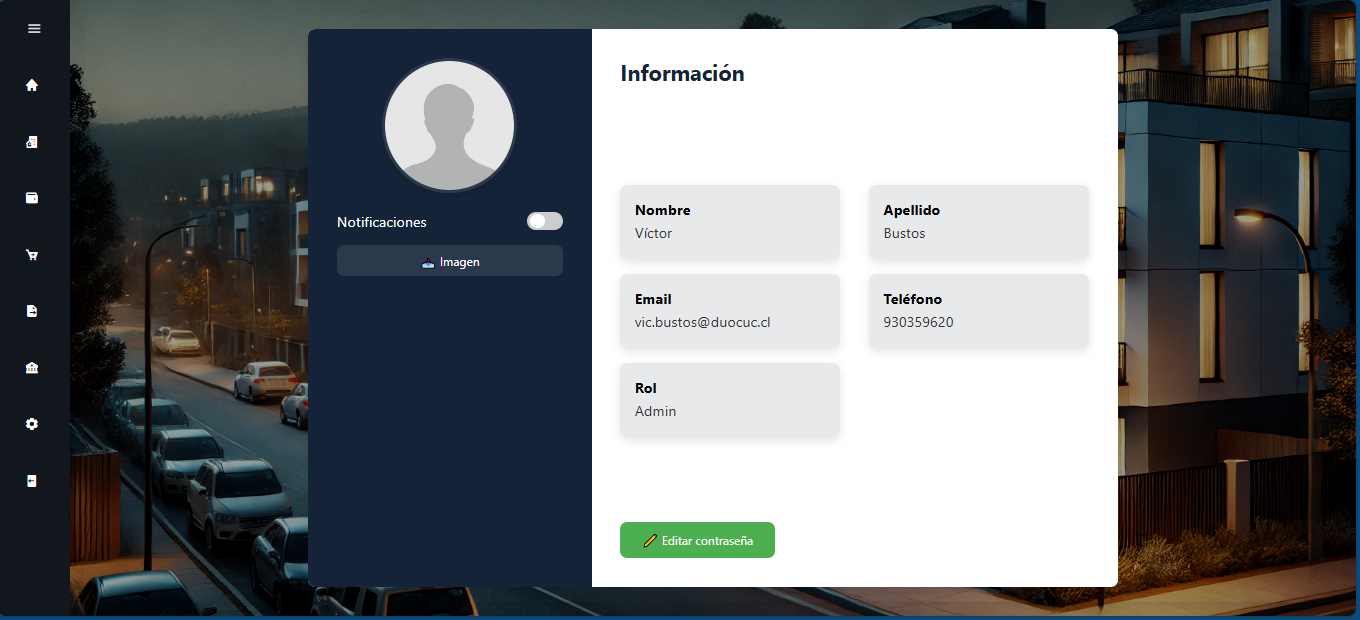 Información
Notificaciones
Imagen
Nombre
Víctor
Apellido
Bustos
Email
vic.bustos@duocuc.cl
Teléfono
930359620
Rol
Admin
Editar contraseña